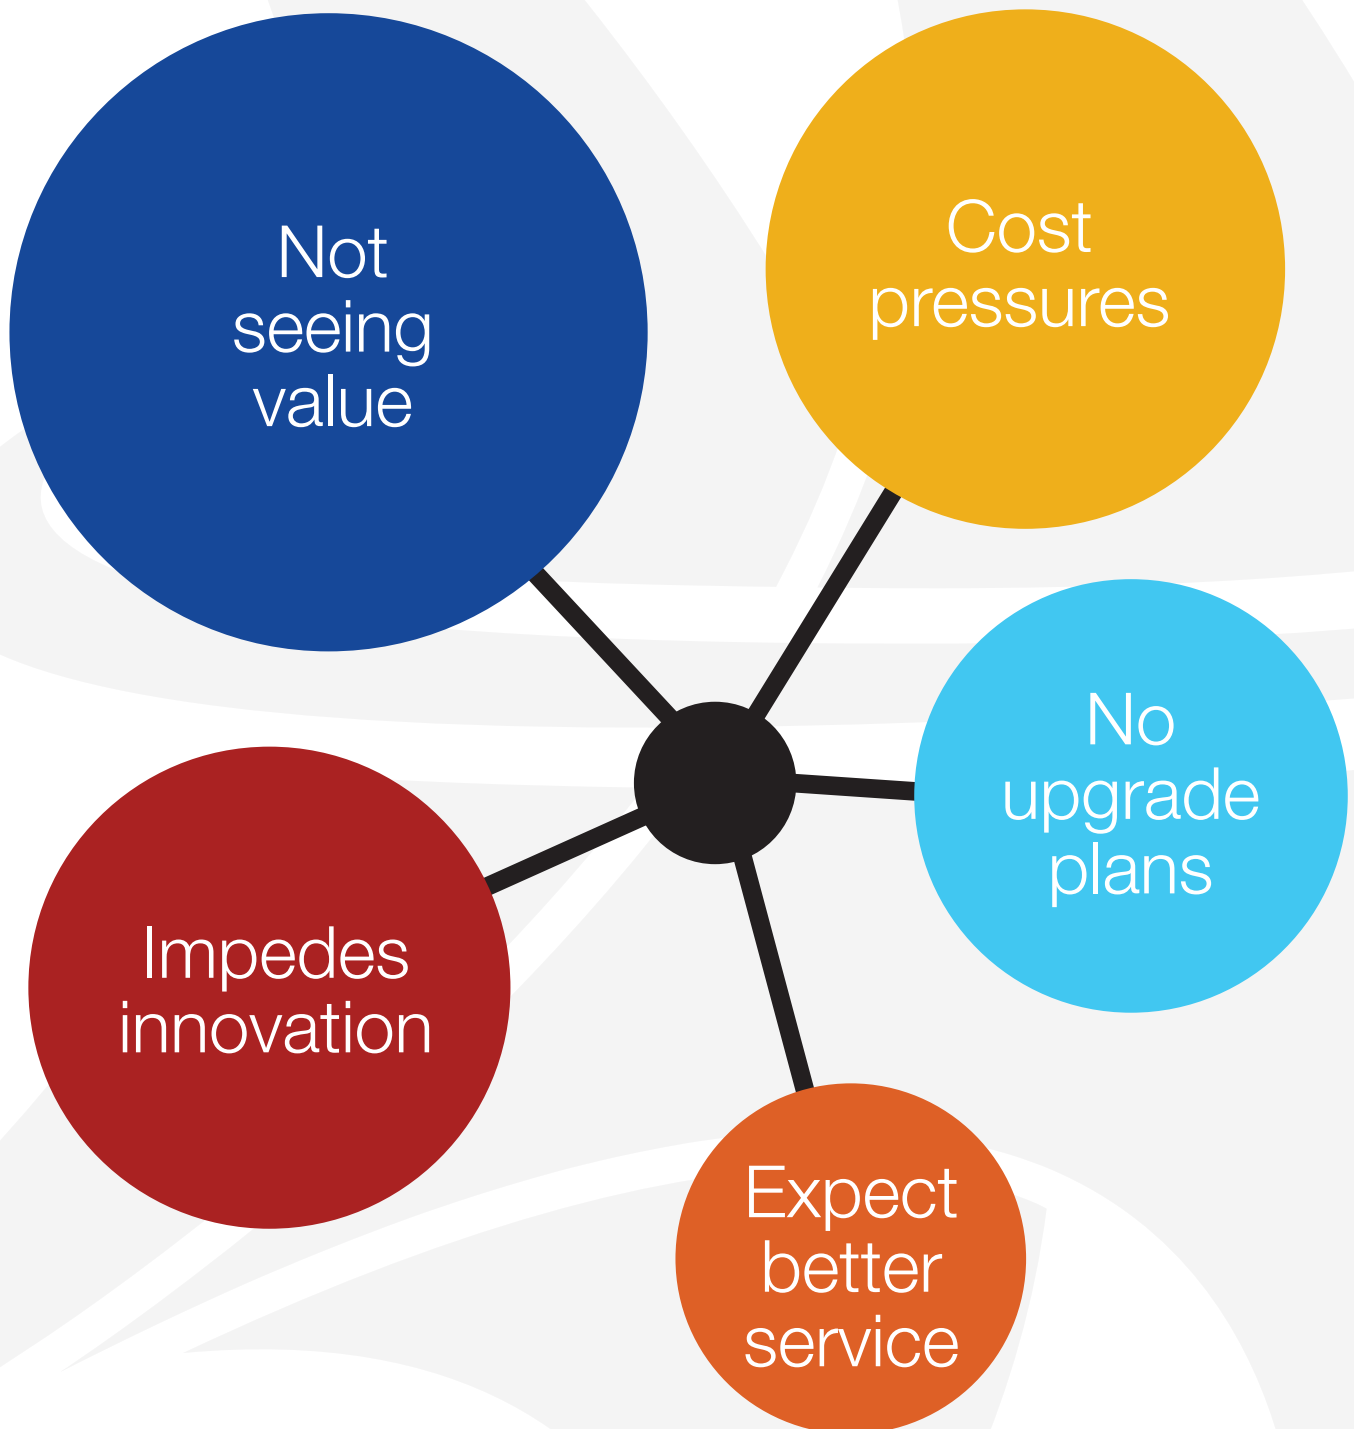 Not
seeing
value
Cost
pressures
No
upgrade
plans
Impedes
innovation
Expect
better
service